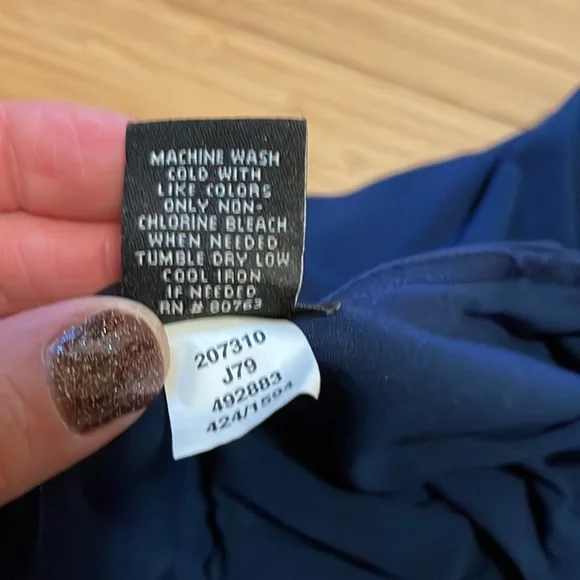 MACHINE WASH
COLD WITH
LIKE COLORS
ONLY NON-
CHLORINE BLEACH
WHEN NEEDED
TUMBLE DRY LOW
COOL IRON
IF NEEDED
RN # 80763
207310
J79
492883
424/1594